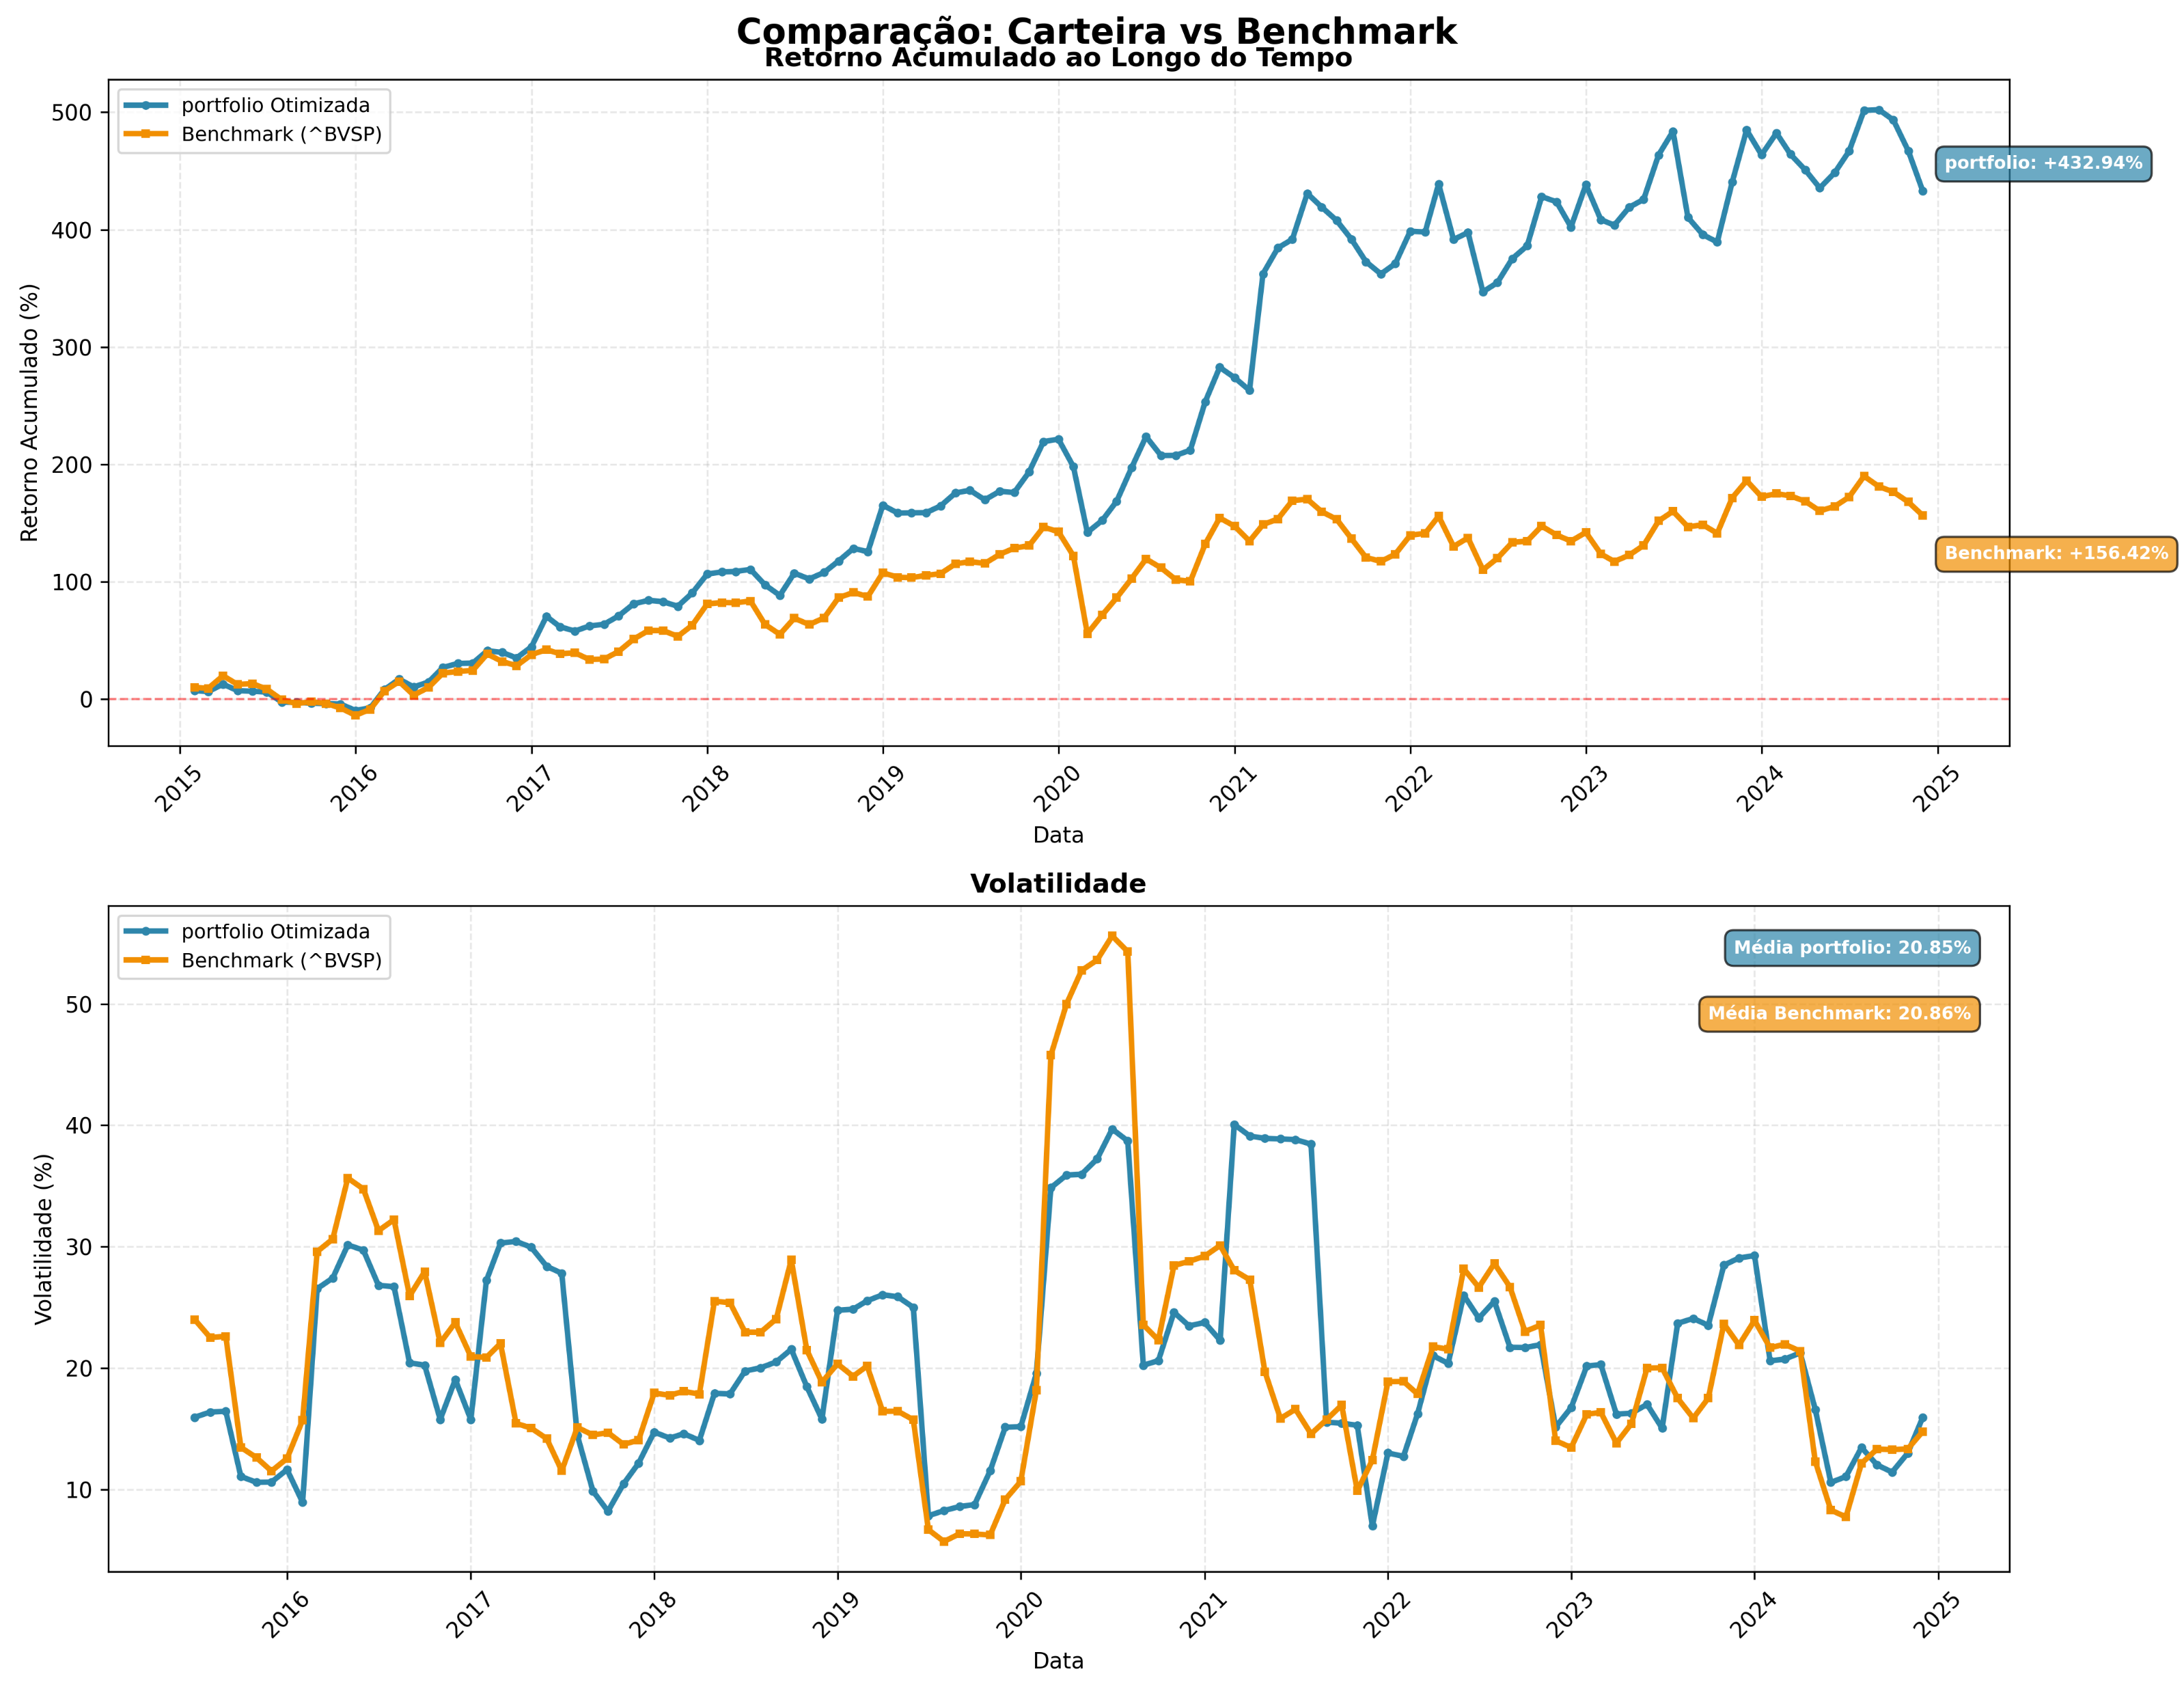 Comparação: Carteira vs Benchmark
Retorno Acumulado ao Longo do Tempo
portfolio Otimizada
Benchmark (^BVSP)
500
400
300
200
100
0
Retorno Acumulado (%)
portfolio: +432.94%
Benchmark: +156.42%
2015
2016
2017
2018
2019
2020
2021
2022
2023
2024
2025
Data
Volatilidade
portfolio Otimizada
Benchmark (^BVSP)
Média portfolio: 20.85%
Média Benchmark: 20.86%
50
40
30
20
10
Volatilidade (%)
2016
2017
2018
2019
2020
2021
2022
2023
2024
2025
Data